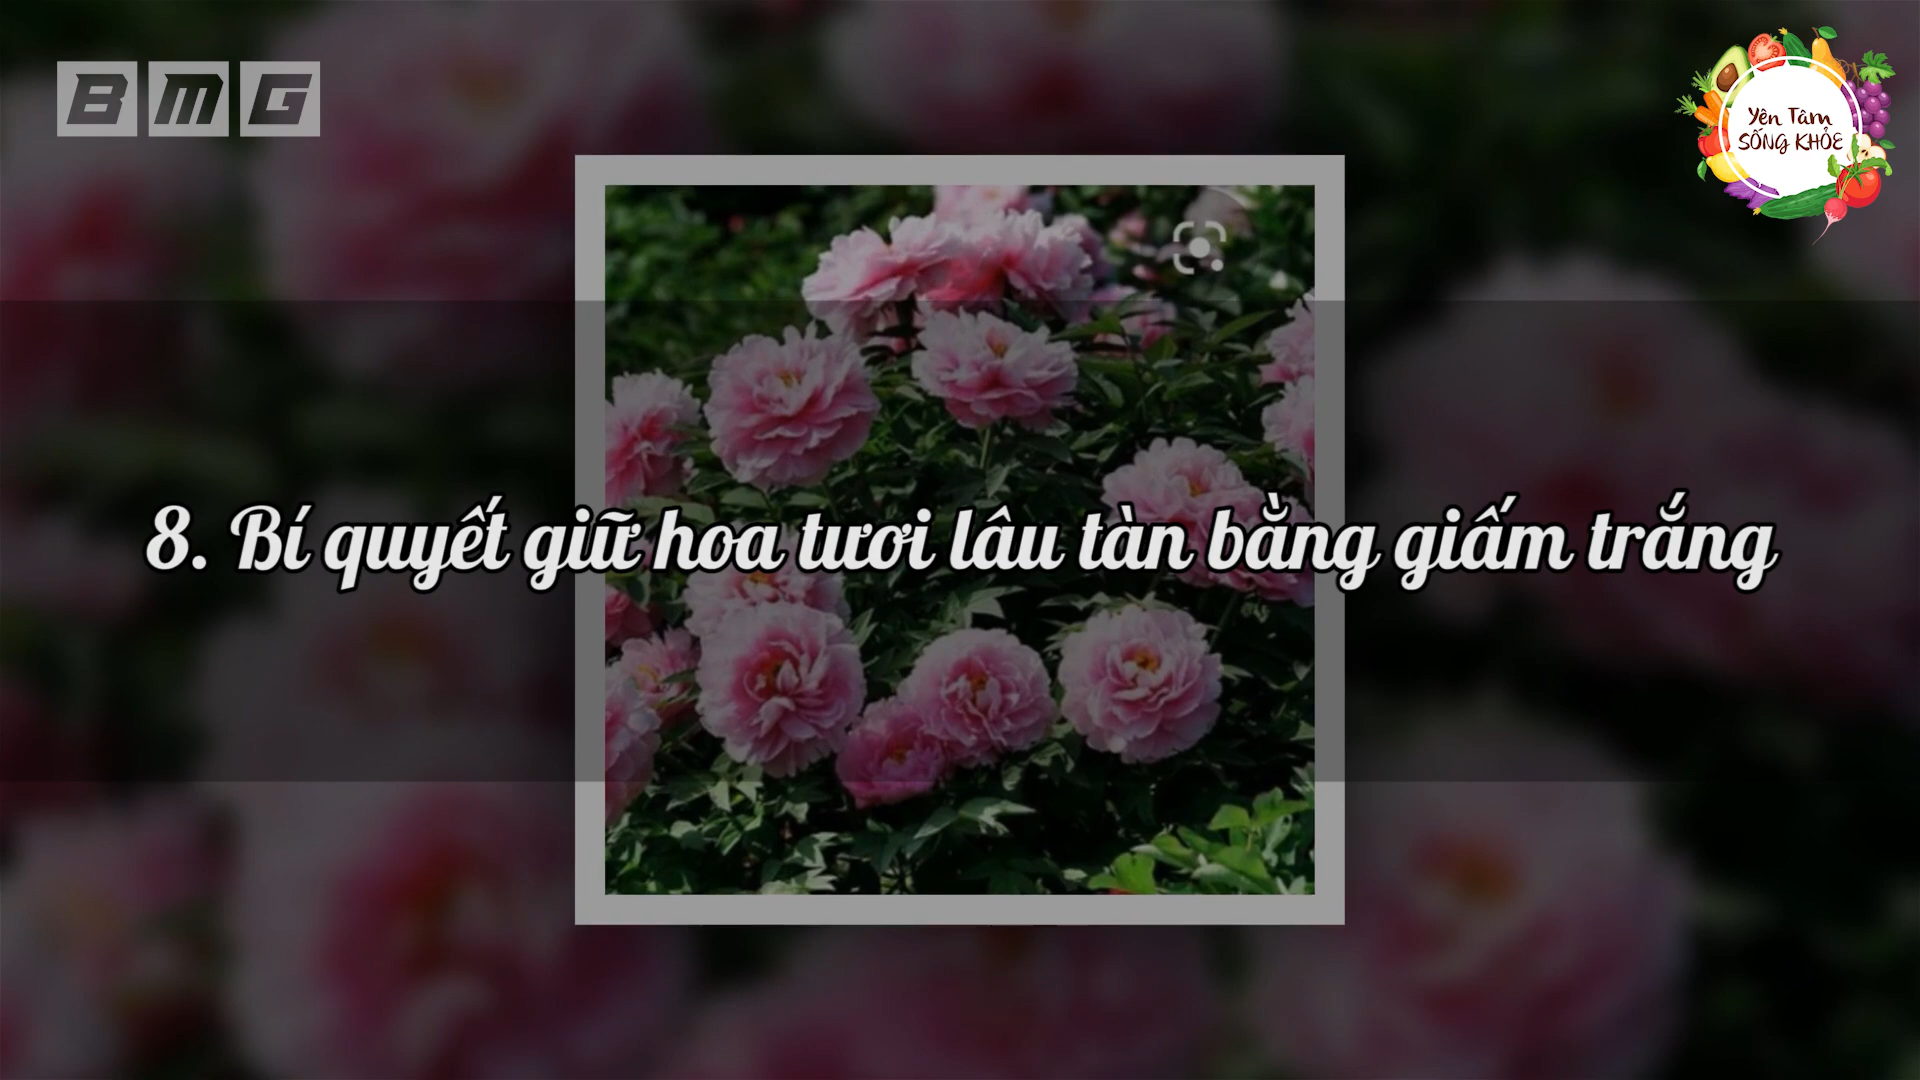 BMG
Yên Tâm
SỐNG KHỎE
8. Bí quyết giữ hoa tươi lâu tàn bằng giấm trắng